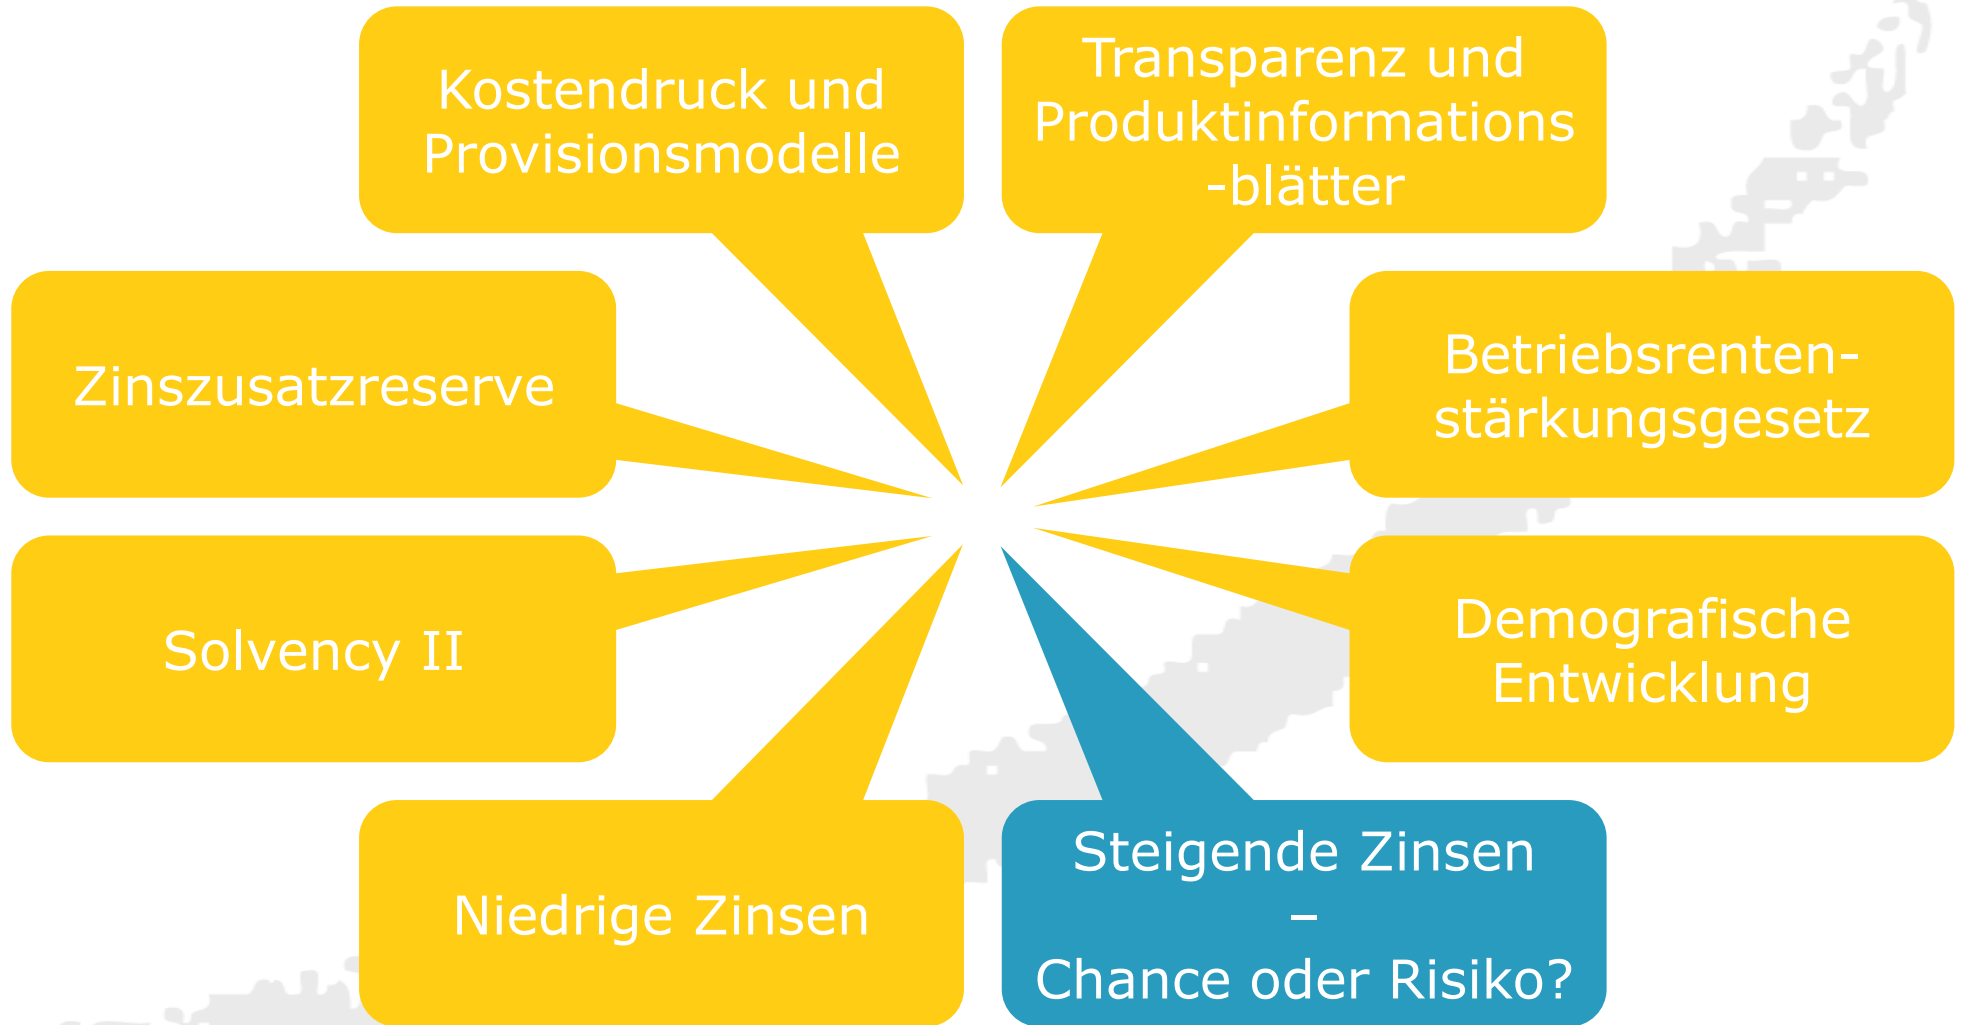 Kostendruck und
Provisionsmodelle
Transparenz und
Produktinformations
-blätter
Zinszusatzreserve
Betriebsrenten-
stärkungsgesetz
Solvency II
Demografische
Entwicklung
Niedrige Zinsen
Steigende Zinsen
–
Chance oder Risiko?